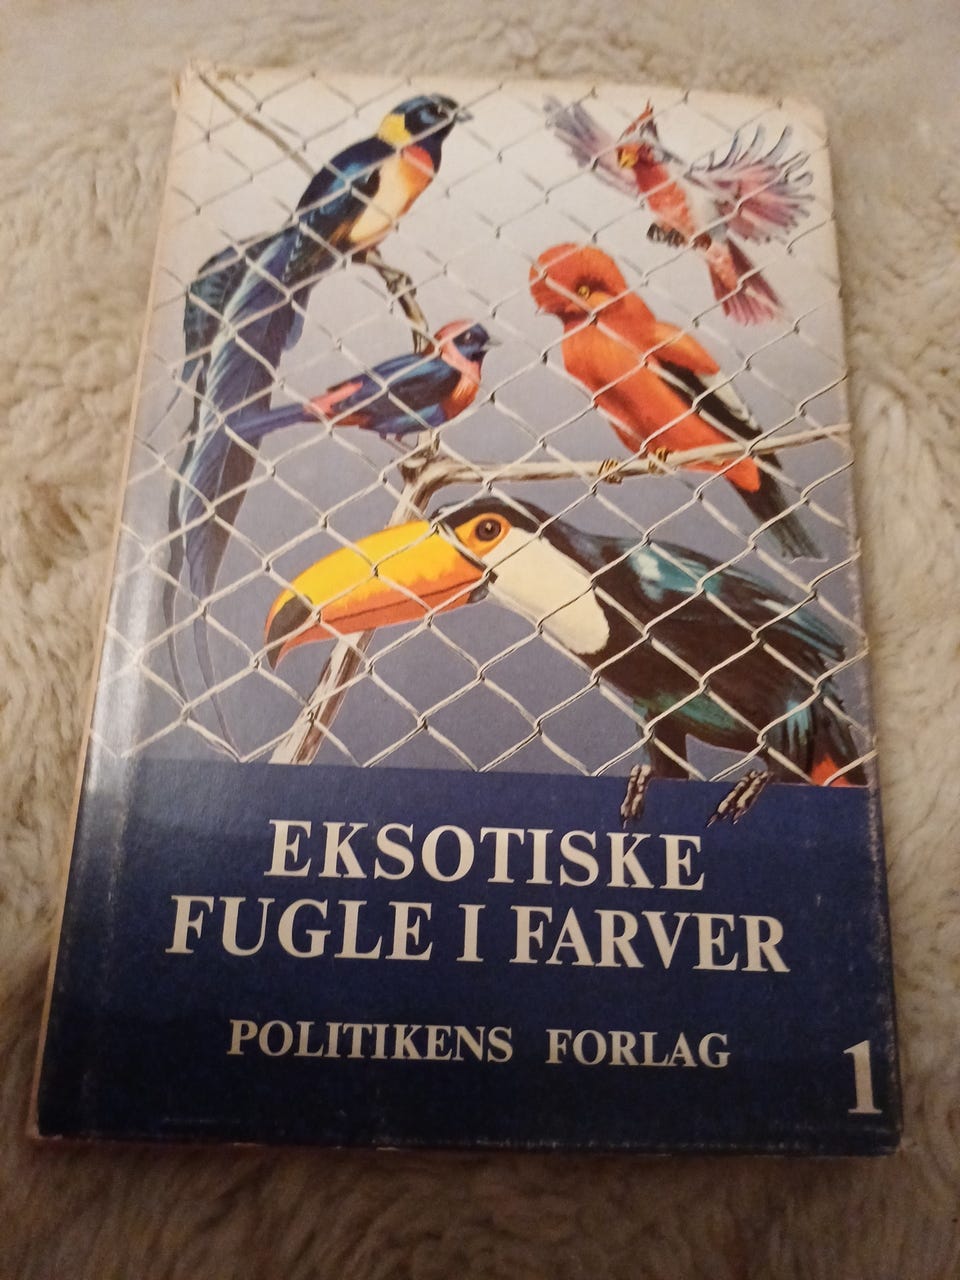 EKSOTISKE
FUGLE I FARVER
POLITIKENS FORLAG
1